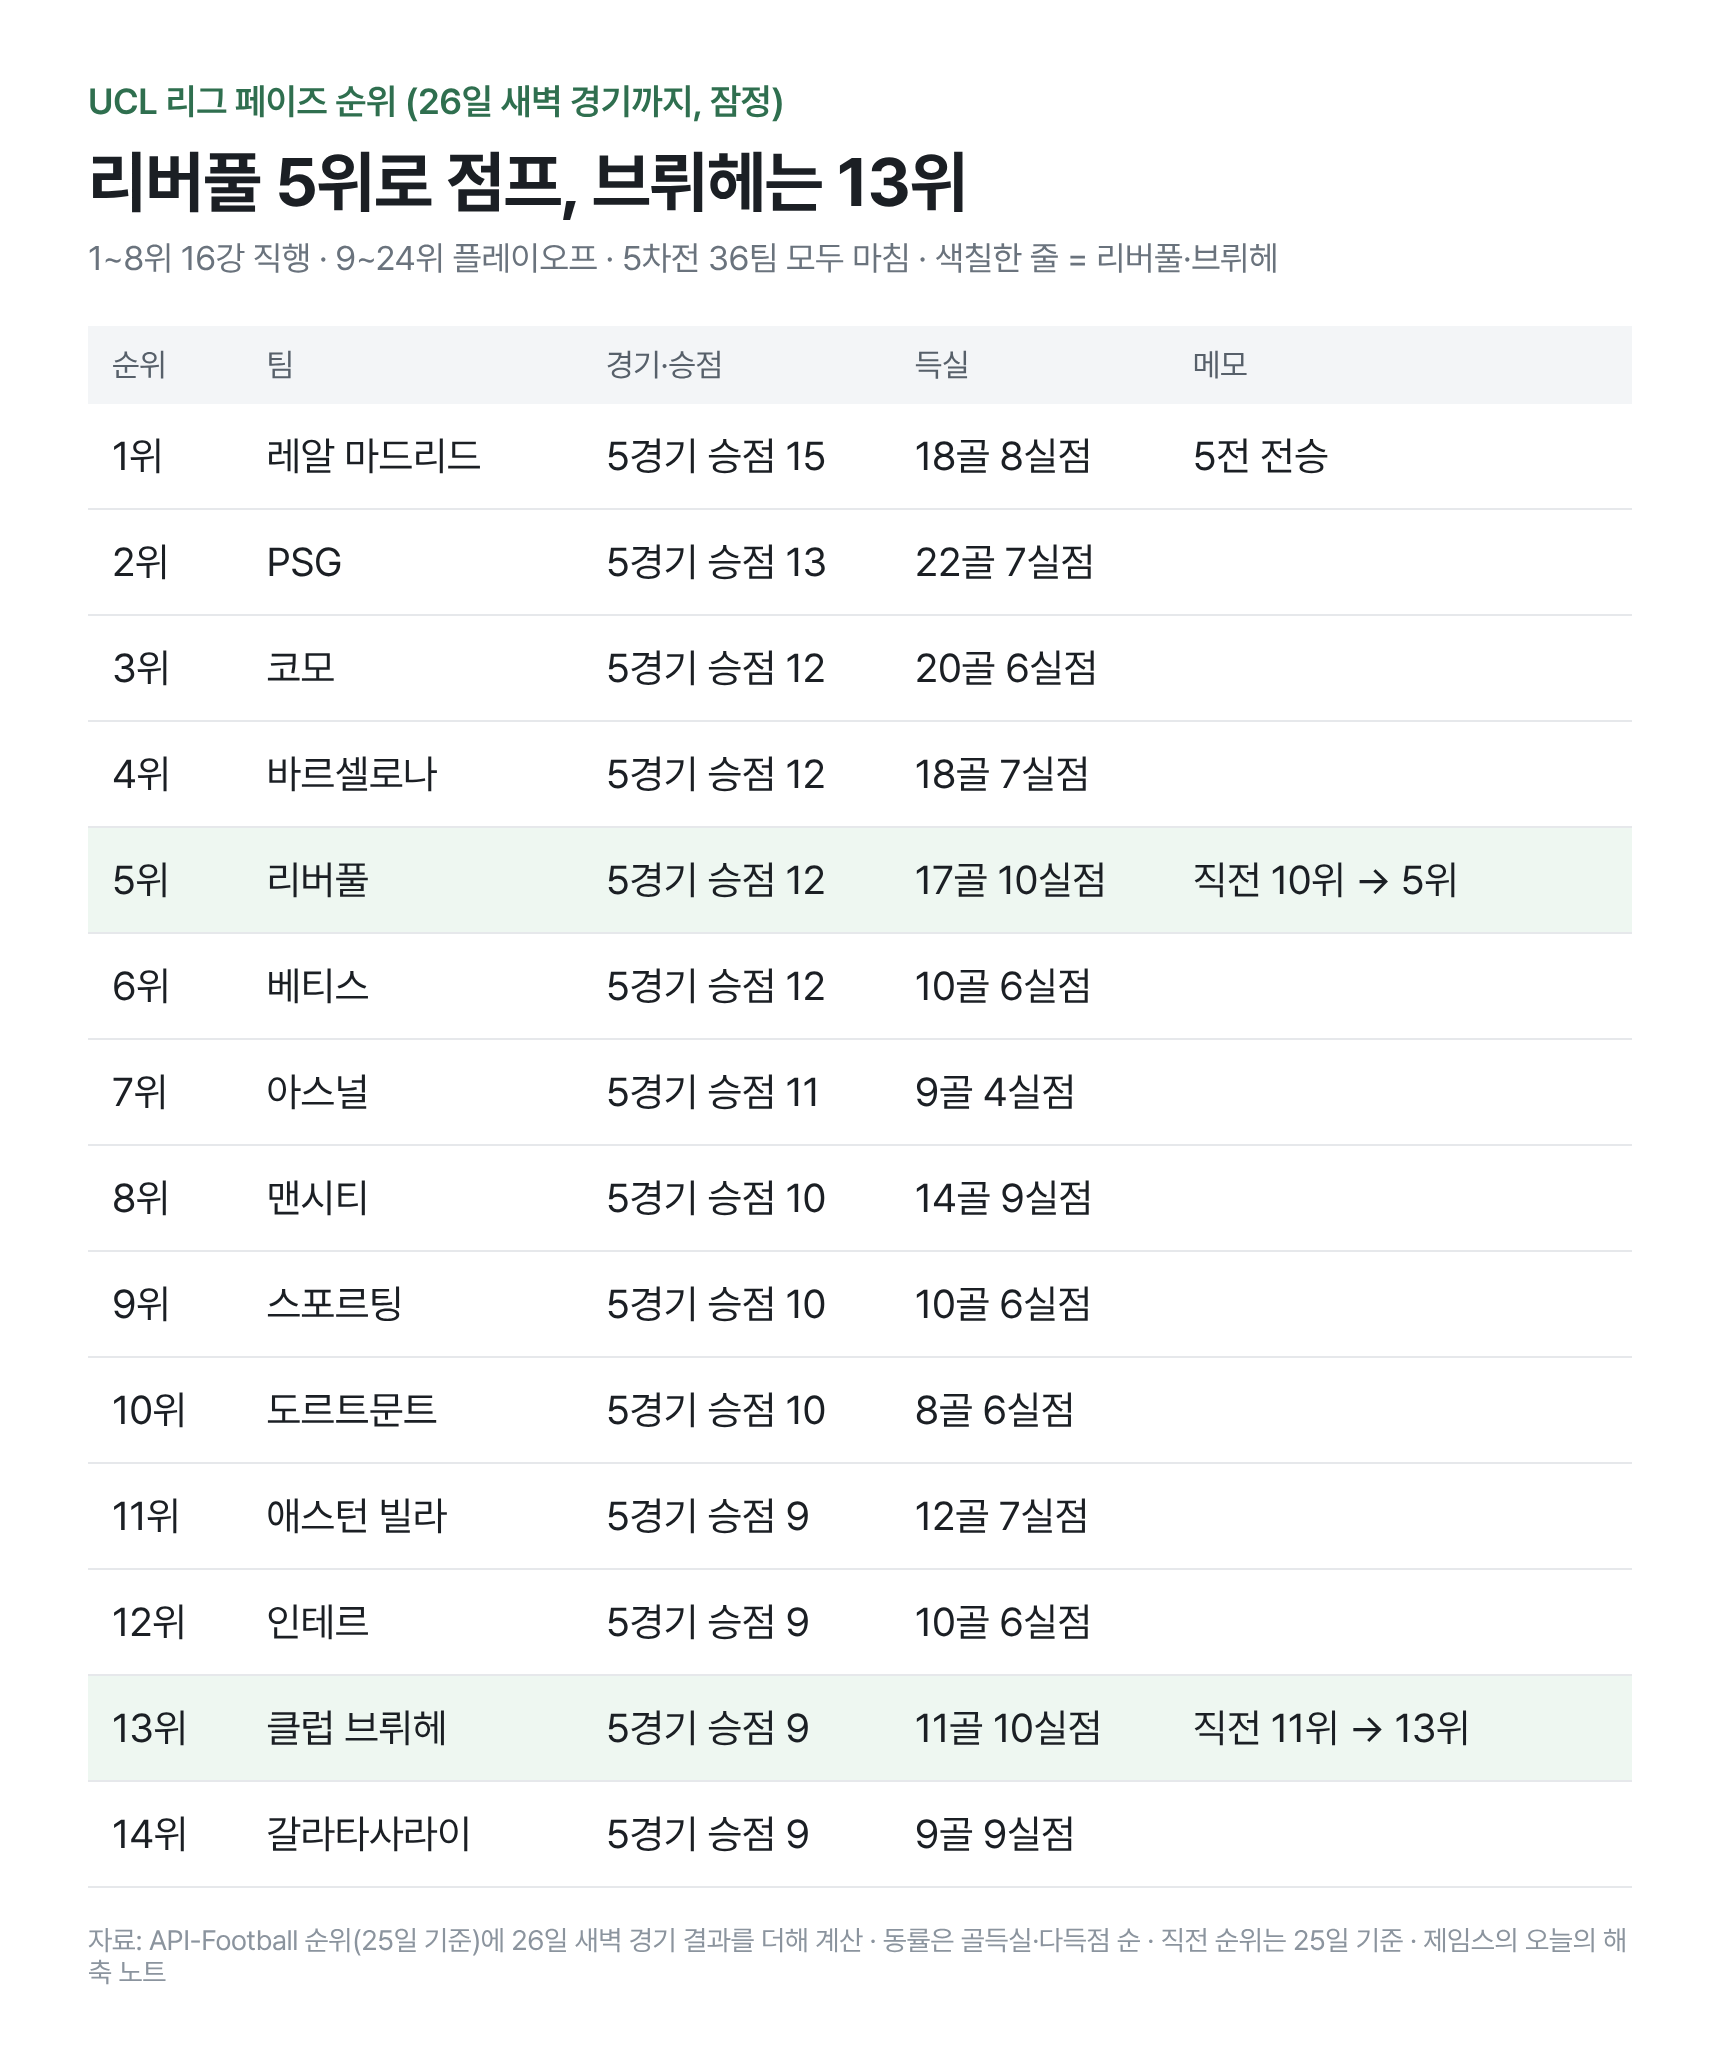 UCL 리그 페이즈 순위 (26일 새벽 경기까지, 잠정)
리버풀 5위로 점프, 브뤼헤는 13위
1~8위 16강 직행 · 9~24위 플레이오프 · 5차전 36팀 모두 마침 · 색칠한 줄 = 리버풀·브뤼헤
순위 팀 경기·승점 득실 메모
1위 레알 마드리드 5경기 승점 15 18골 8실점 5전 전승
2위 PSG 5경기 승점 13 22골 7실점
3위 코모 5경기 승점 12 20골 6실점
4위 바르셀로나 5경기 승점 12 18골 7실점
5위 리버풀 5경기 승점 12 17골 10실점 직전 10위 → 5위
6위 베티스 5경기 승점 12 10골 6실점
7위 아스널 5경기 승점 11 9골 4실점
8위 맨시티 5경기 승점 10 14골 9실점
9위 스포르팅 5경기 승점 10 10골 6실점
10위 도르트문트 5경기 승점 10 8골 6실점
11위 애스턴 빌라 5경기 승점 9 12골 7실점
12위 인테르 5경기 승점 9 10골 6실점
13위 클럽 브뤼헤 5경기 승점 9 11골 10실점 직전 11위 → 13위
14위 갈라타사라이 5경기 승점 9 9골 9실점
자료: API-Football 순위(25일 기준)에 26일 새벽 경기 결과를 더해 계산 · 동률은 골득실·다득점 순 · 직전 순위는 25일 기준 · 제임스의 오늘의 해
축 노트